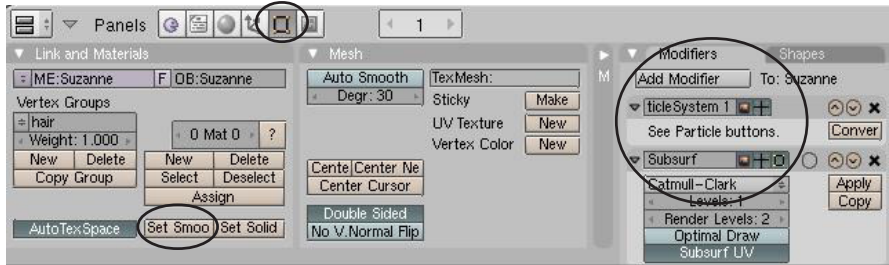 Panels 1
Link and Materials
ME:Suzanne F OB:Suzanne
Vertex Groups
hair
Weight: 1.000
New Delete
Copy Group
0 Mat 0 ?
New Delete
Select Deselect
Assign
AutoTexSpace Set Smoo Set Solid
Mesh
Auto Smooth
Degr: 30
TexMesh:
Sticky Make
UV Texture New
Vertex Color New
Cente Center Ne
Center Cursor
Double Sided
No V.Normal Flip
M
Modifiers Shapes
Add Modifier To: Suzanne
ticleSystem 1
See Particle buttons. Conver
Subsurf
Catmull-Clark Apply
Levels: 1 Copy
Render Levels: 2
Optimal Draw
Subsurf UV